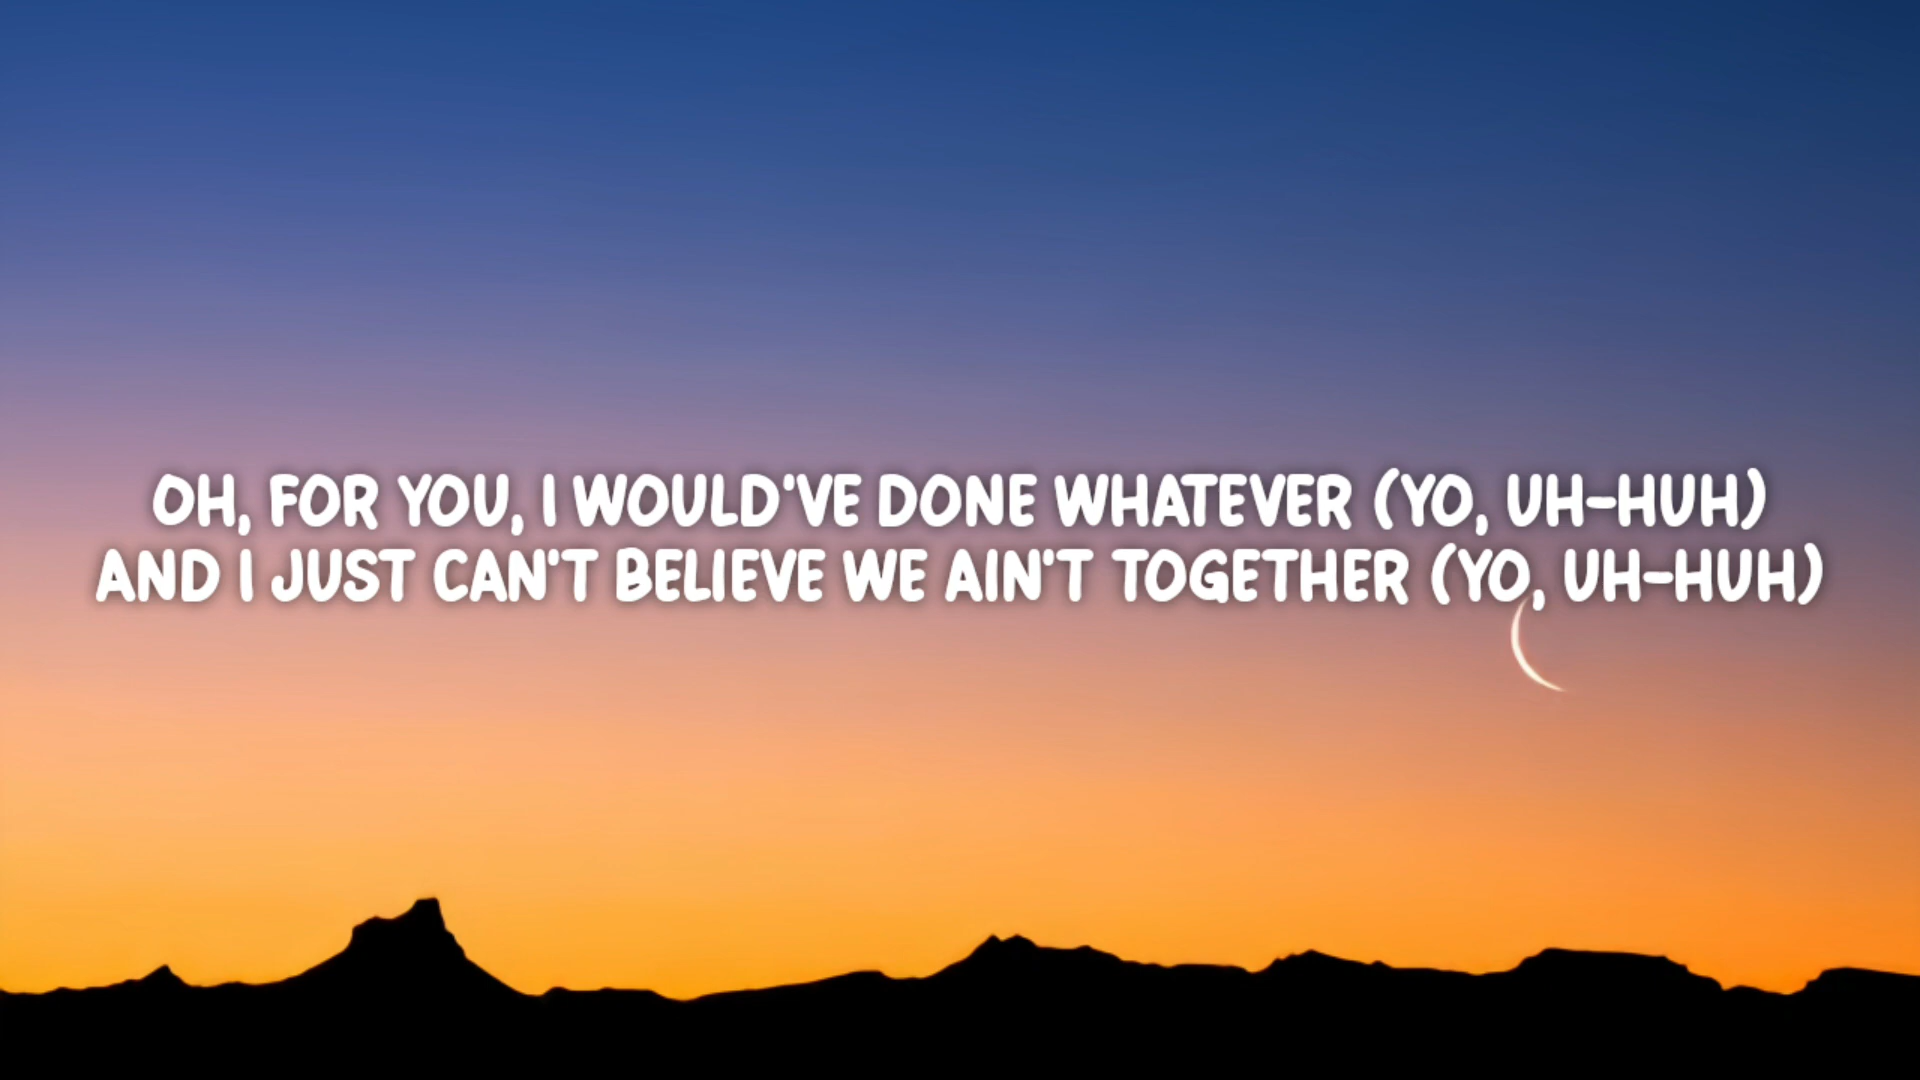 OH, FOR YOU, I WOULD'VE DONE WHATEVER (YO, UH-HUH)
AND I JUST CAN'T BELIEVE WE AIN'T TOGETHER (YO, UH-HUH)